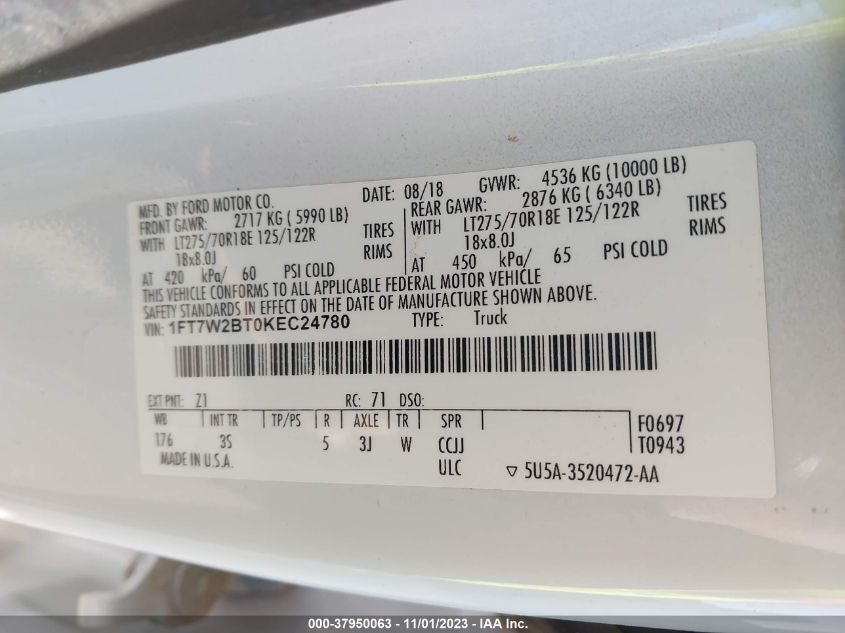 MFD. BY FORD MOTOR CO. DATE: 08/18 GVWR: 4536 KG (10000 LB)
FRONT GAWR: 2717 KG ( 5990 LB) REAR GAWR: 2876 KG ( 6340 LB)
WITH LT275/70R18E 125/122R TIRES WITH LT275/70R18E 125/122R TIRES
18x8.0J RIMS 18x8.0J RIMS
AT 420 kPa/ 60 PSI COLD AT 450 kPa/ 65 PSI COLD
THIS VEHICLE CONFORMS TO ALL APPLICABLE FEDERAL MOTOR VEHICLE
SAFETY STANDARDS IN EFFECT ON THE DATE OF MANUFACTURE SHOWN ABOVE.
VIN: 1FT7W2BT0KEC24780 TYPE: Truck
EXT PNT: Z1 RC: 71 DSO:
WB INT TR TP/PS R AXLE TR SPR F0697
176 3S 5 3J W CCJJ T0943
MADE IN U.S.A. ULC ▽ 5U5A-3520472-AA
000-37950063 - 11/01/2023 - IAA Inc.